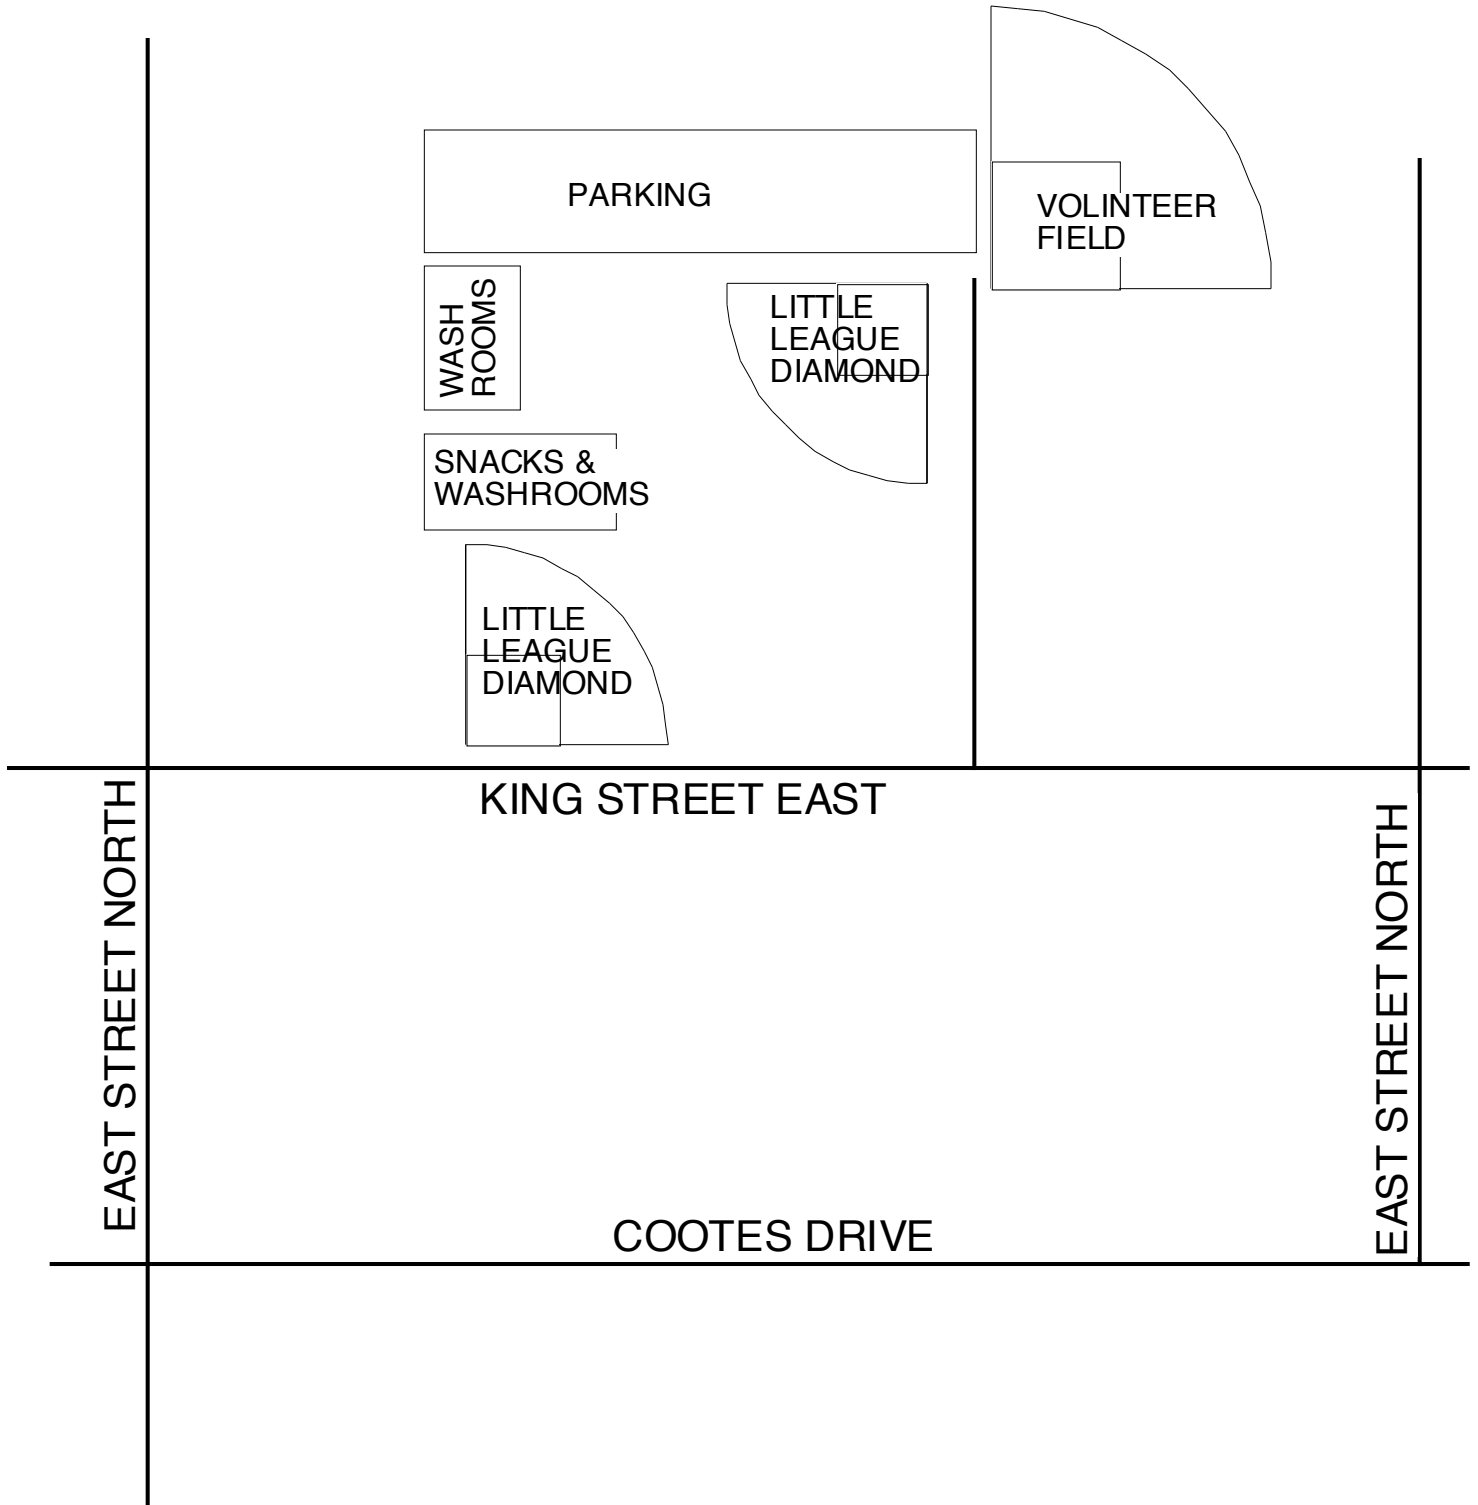 PARKING
VOLINTEER
FIELD
WASH
ROOMS
LITTLE
LEAGUE
DIAMOND
SNACKS &
WASHROOMS
LITTLE
LEAGUE
DIAMOND
KING STREET EAST
EAST STREET NORTH
EAST STREET NORTH
COOTES DRIVE